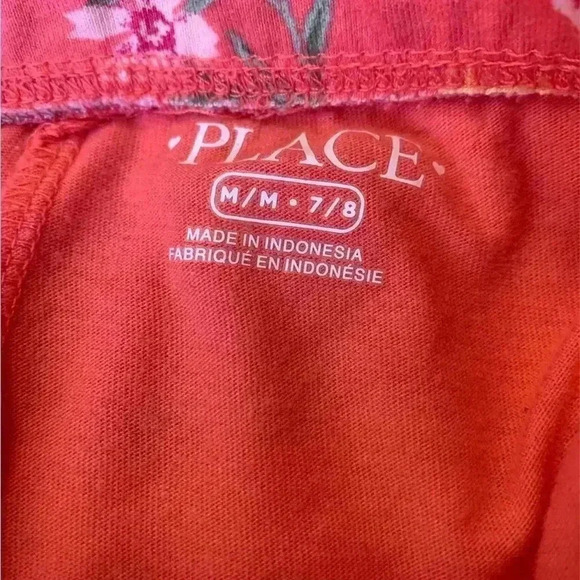 PLACE
M/M • 7/8
MADE IN INDONESIA
FABRIQUÉ EN INDONÉSIE